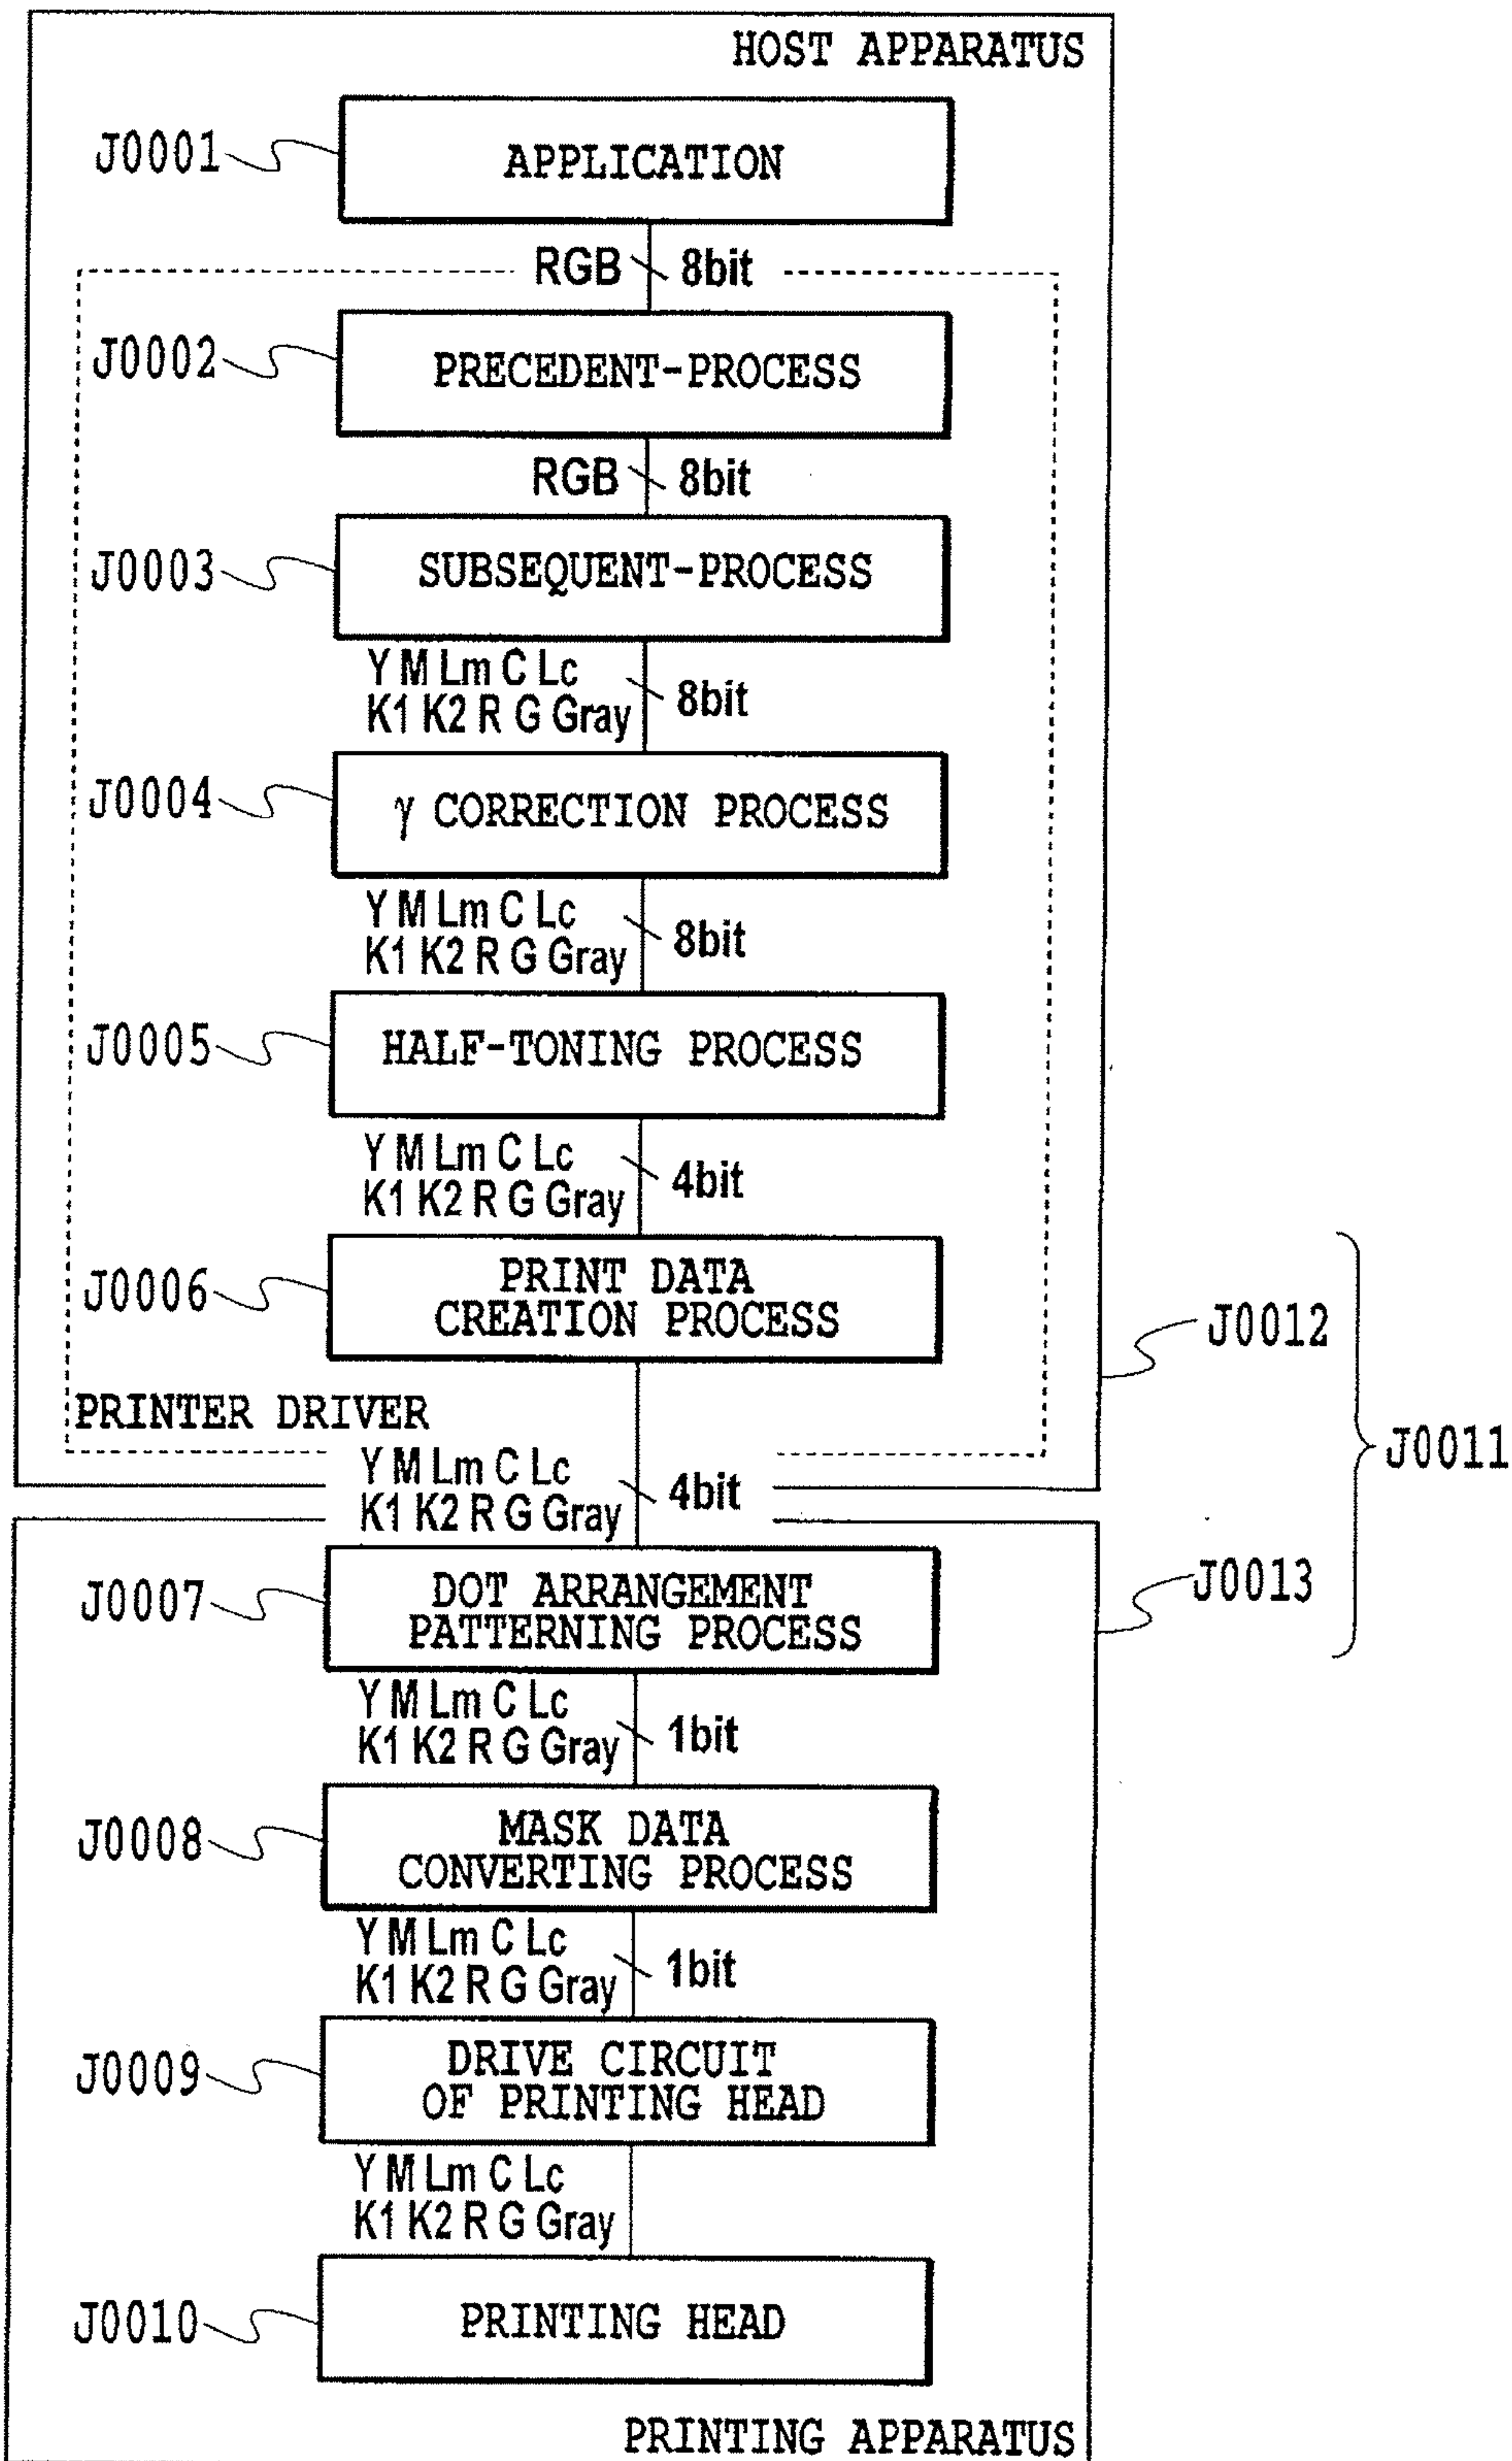 HOST APPARATUS
J0001
APPLICATION
RGB 8bit
J0002
PRECEDENT-PROCESS
RGB 8bit
J0003
SUBSEQUENT-PROCESS
Y M Lm C Lc
K1 K2 R G Gray
8bit
J0004
γ CORRECTION PROCESS
Y M Lm C Lc
K1 K2 R G Gray
8bit
J0005
HALF-TONING PROCESS
Y M Lm C Lc
K1 K2 R G Gray
4bit
J0006
PRINT DATA
CREATION PROCESS
J0012
PRINTER DRIVER
J0011
Y M Lm C Lc
K1 K2 R G Gray
4bit
J0007
DOT ARRANGEMENT
PATTERNING PROCESS
J0013
Y M Lm C Lc
K1 K2 R G Gray
1bit
J0008
MASK DATA
CONVERTING PROCESS
Y M Lm C Lc
K1 K2 R G Gray
1bit
J0009
DRIVE CIRCUIT
OF PRINTING HEAD
Y M Lm C Lc
K1 K2 R G Gray
J0010
PRINTING HEAD
PRINTING APPARATUS